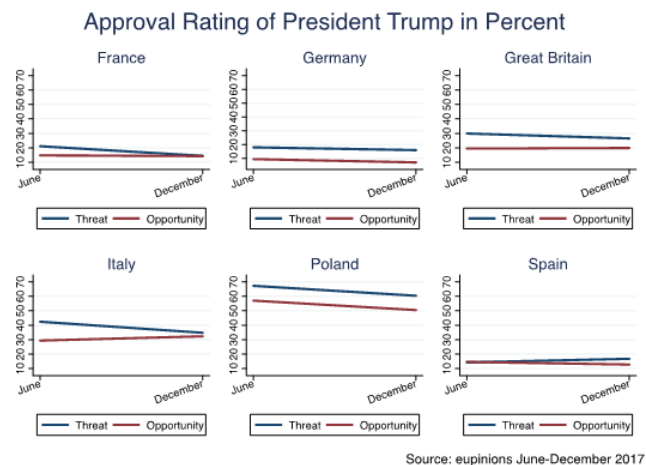 Approval Rating of President Trump in Percent
France
Germany
Great Britain
10 20 30 40 50 60 70
10 20 30 40 50 60 70
10 20 30 40 50 60 70
June
December
June
December
June
December
Threat
Opportunity
Threat
Opportunity
Threat
Opportunity
Italy
Poland
Spain
10 20 30 40 50 60 70
10 20 30 40 50 60 70
10 20 30 40 50 60 70
June
December
June
December
June
December
Threat
Opportunity
Threat
Opportunity
Threat
Opportunity
Source: eupinions June-December 2017